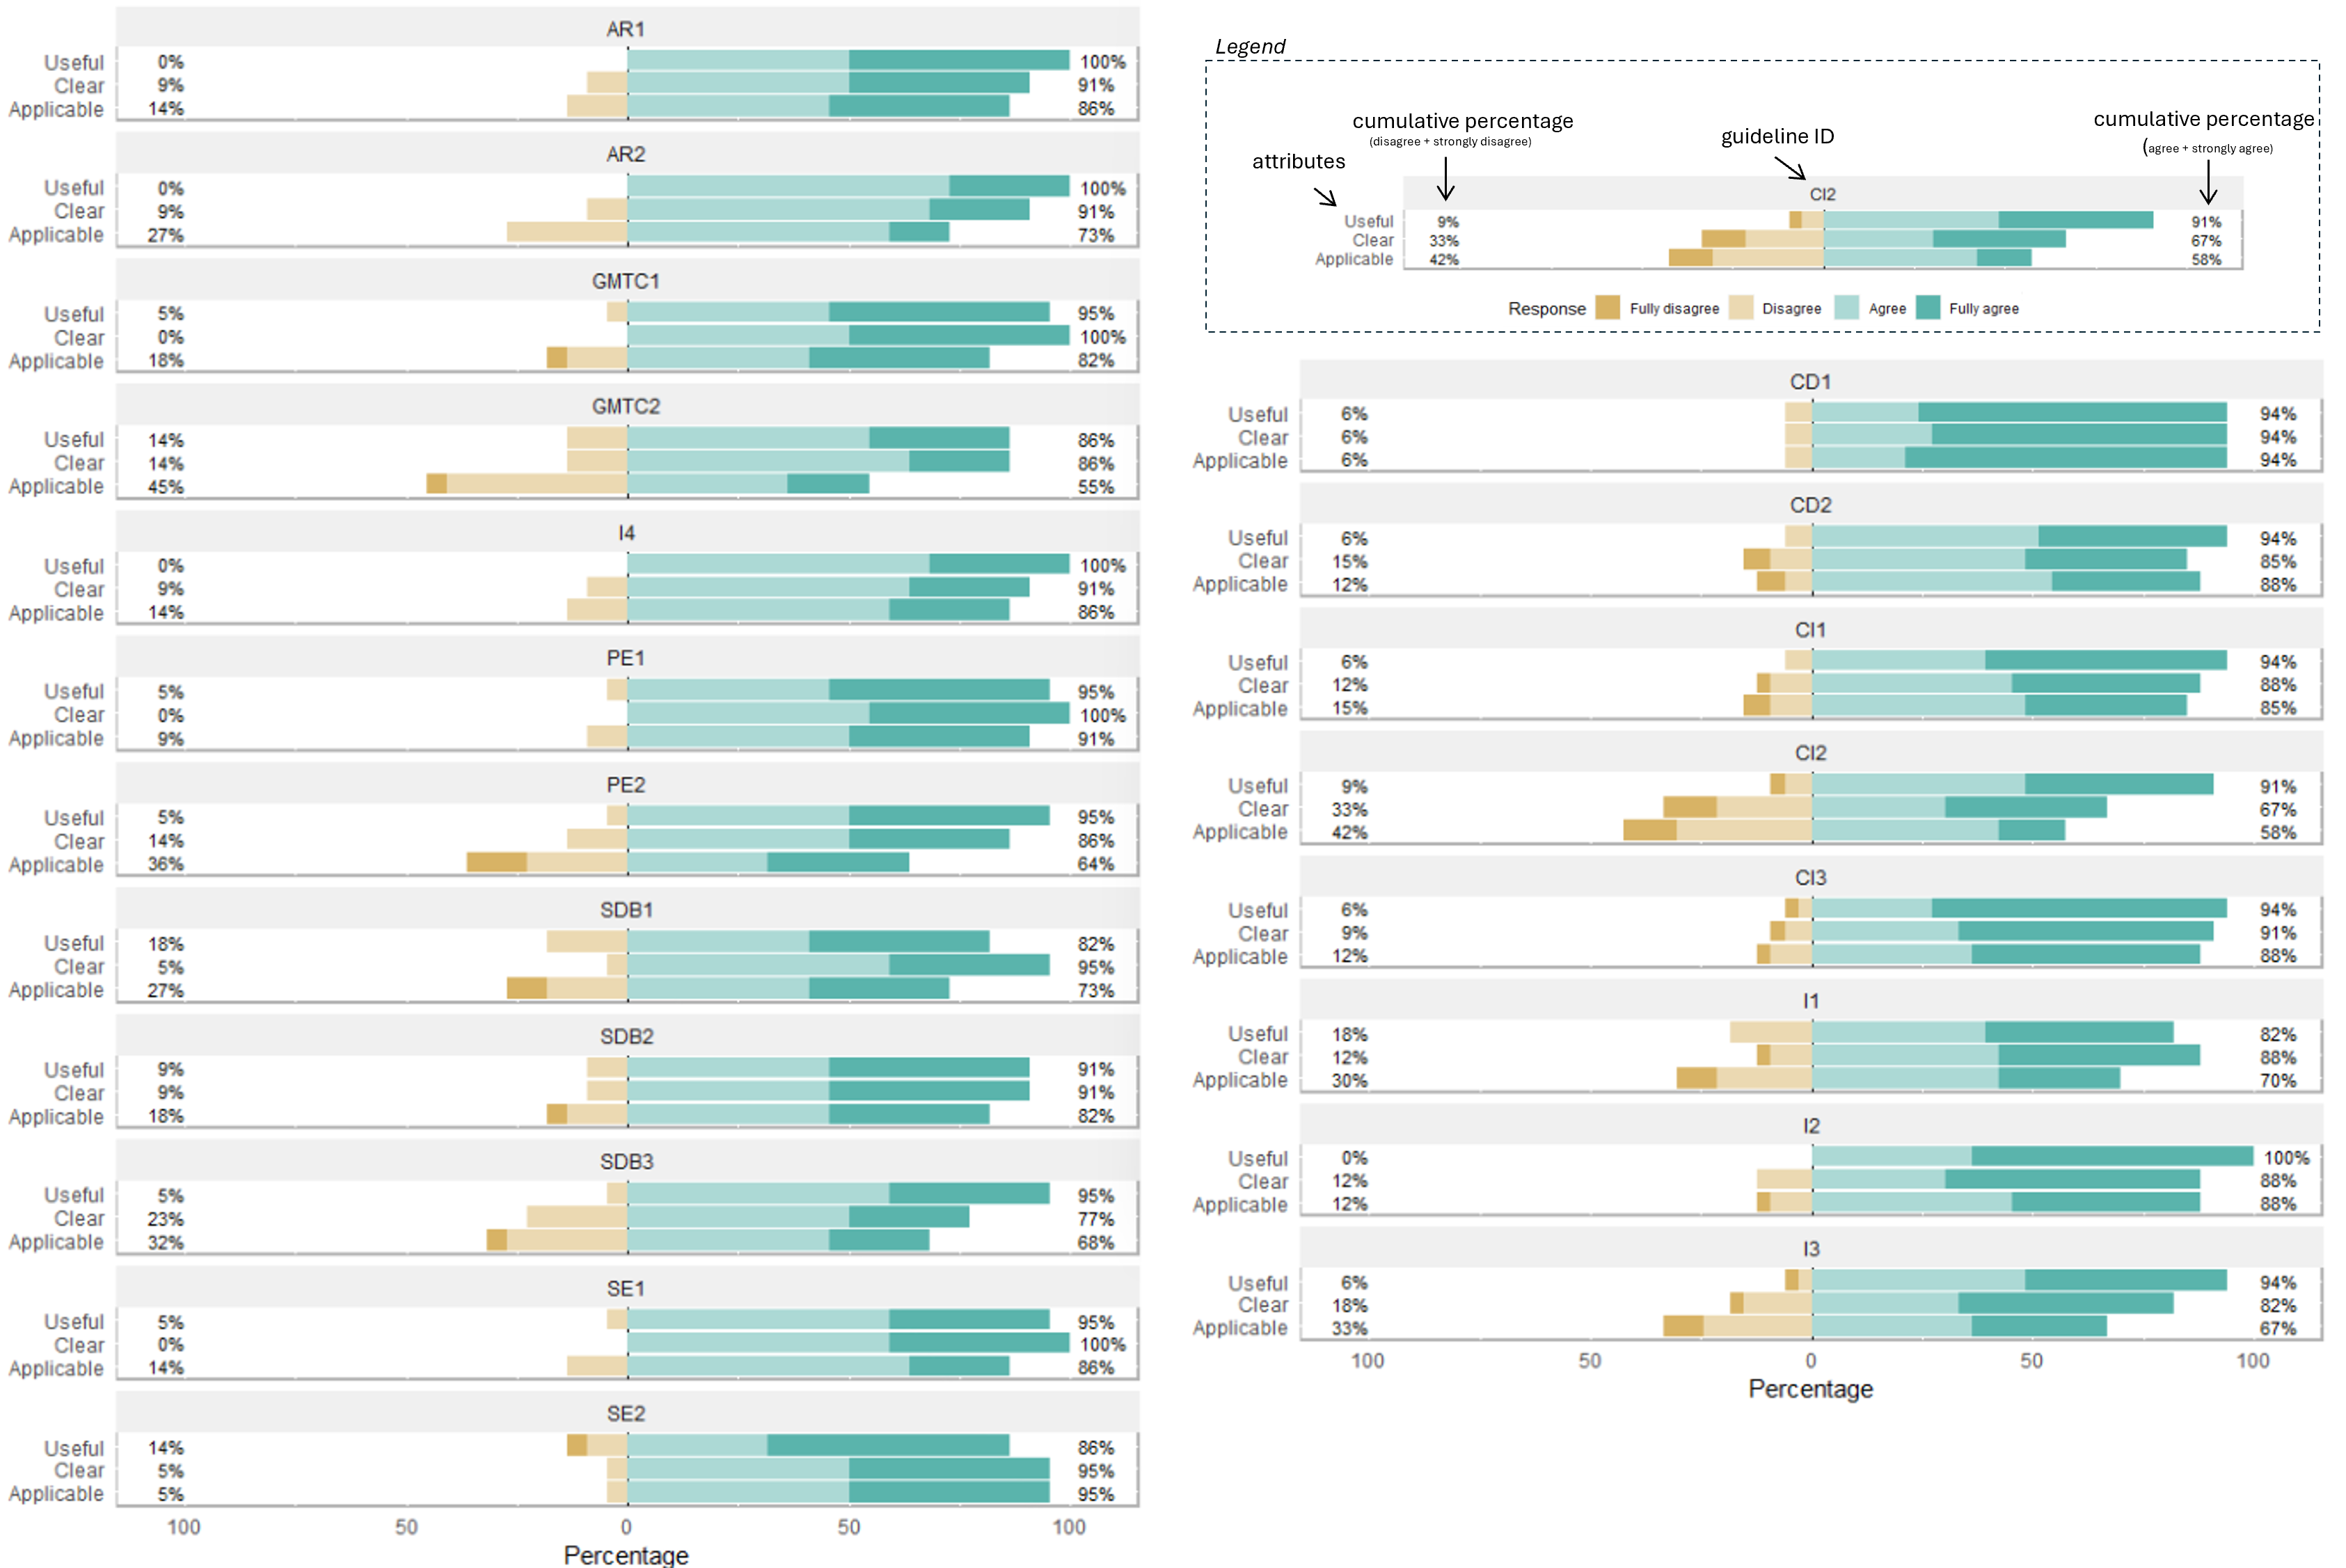 AR1
Useful 0% 100%
Clear 9% 91%
Applicable 14% 86%
AR2
Useful 0% 100%
Clear 9% 91%
Applicable 27% 73%
GMTC1
Useful 5% 95%
Clear 0% 100%
Applicable 18% 82%
GMTC2
Useful 14% 86%
Clear 14% 86%
Applicable 45% 55%
I4
Useful 0% 100%
Clear 9% 91%
Applicable 14% 86%
PE1
Useful 5% 95%
Clear 0% 100%
Applicable 9% 91%
PE2
Useful 5% 95%
Clear 14% 86%
Applicable 36% 64%
SDB1
Useful 18% 82%
Clear 5% 95%
Applicable 27% 73%
SDB2
Useful 9% 91%
Clear 9% 91%
Applicable 18% 82%
SDB3
Useful 5% 95%
Clear 23% 77%
Applicable 32% 68%
SE1
Useful 5% 95%
Clear 0% 100%
Applicable 14% 86%
SE2
Useful 14% 86%
Clear 5% 95%
Applicable 5% 95%
100 50 0 50 100
Percentage
Legend
attributes
cumulative percentage
(disagree + strongly disagree)
guideline ID
cumulative percentage
(agree + strongly agree)
CI2
Useful 9% 91%
Clear 33% 67%
Applicable 42% 58%
Response Fully disagree Disagree Agree Fully agree
CD1
Useful 6% 94%
Clear 6% 94%
Applicable 6% 94%
CD2
Useful 6% 94%
Clear 15% 85%
Applicable 12% 88%
CI1
Useful 6% 94%
Clear 12% 88%
Applicable 15% 85%
CI2
Useful 9% 91%
Clear 33% 67%
Applicable 42% 58%
CI3
Useful 6% 94%
Clear 9% 91%
Applicable 12% 88%
I1
Useful 18% 82%
Clear 12% 88%
Applicable 30% 70%
I2
Useful 0% 100%
Clear 12% 88%
Applicable 12% 88%
I3
Useful 6% 94%
Clear 18% 82%
Applicable 33% 67%
100 50 0 50 100
Percentage